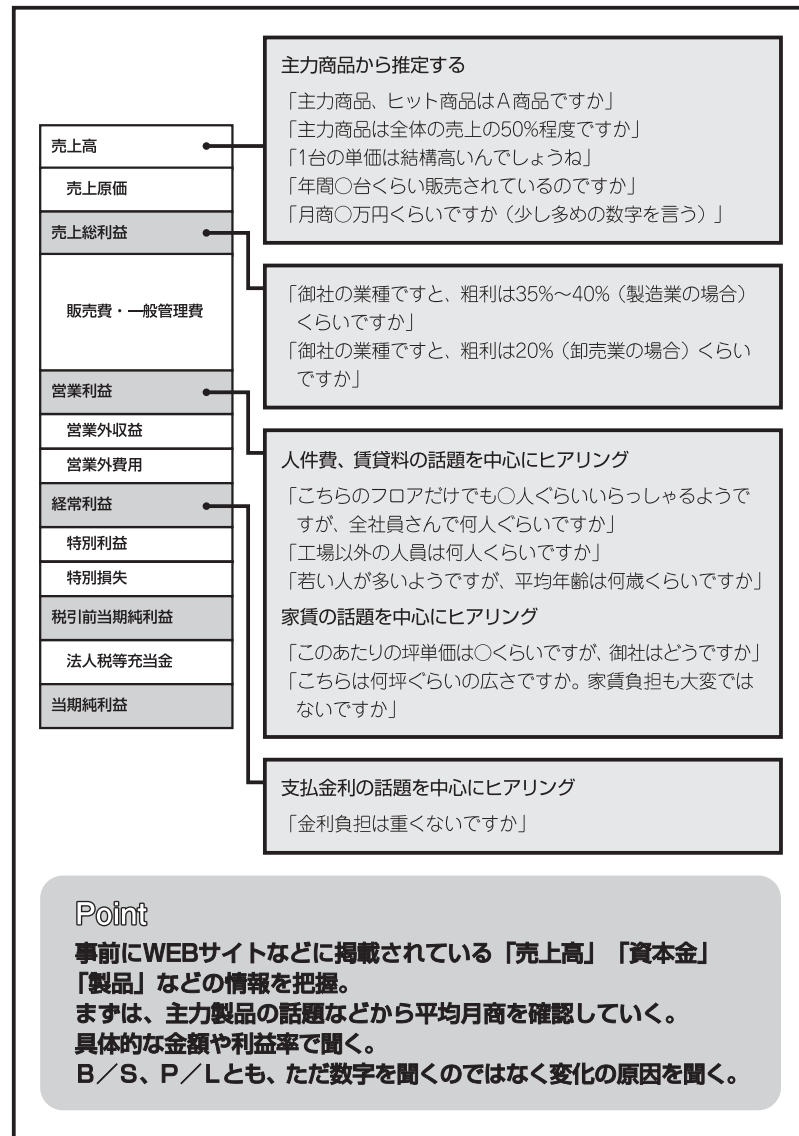 売上高
売上原価
売上総利益
販売費・一般管理費
営業利益
営業外収益
営業外費用
経常利益
特別利益
特別損失
税引前当期純利益
法人税等充当金
当期純利益
主力商品から推定する
「主力商品、ヒット商品はA商品ですか」
「主力商品は全体の売上の50%程度ですか」
「1台の単価は結構高いんでしょうね」
「年間○台くらい販売されているのですか」
「月商○万円くらいですか（少し多めの数字を言う）」
「御社の業種ですと、粗利は35%～40%（製造業の場合）
くらいですか」
「御社の業種ですと、粗利は20%（卸売業の場合）くらい
ですか」
人件費、賃貸料の話題を中心にヒアリング
「こちらのフロアだけでも○人ぐらいいらっしゃるようで
すが、全社員さんで何人ぐらいですか」
「工場以外の人員は何人くらいですか」
「若い人が多いようですが、平均年齢は何歳くらいですか」
家賃の話題を中心にヒアリング
「このあたりの坪単価は○くらいですが、御社はどうですか」
「こちらは何坪ぐらいの広さですか。家賃負担も大変では
ないですか」
支払金利の話題を中心にヒアリング
「金利負担は重くないですか」
Point
事前にWEBサイトなどに掲載されている「売上高」「資本金」
「製品」などの情報を把握。
まずは、主力製品の話題などから平均月商を確認していく。
具体的な金額や利益率で聞く。
B／S、P／Lとも、ただ数字を聞くのではなく変化の原因を聞く。